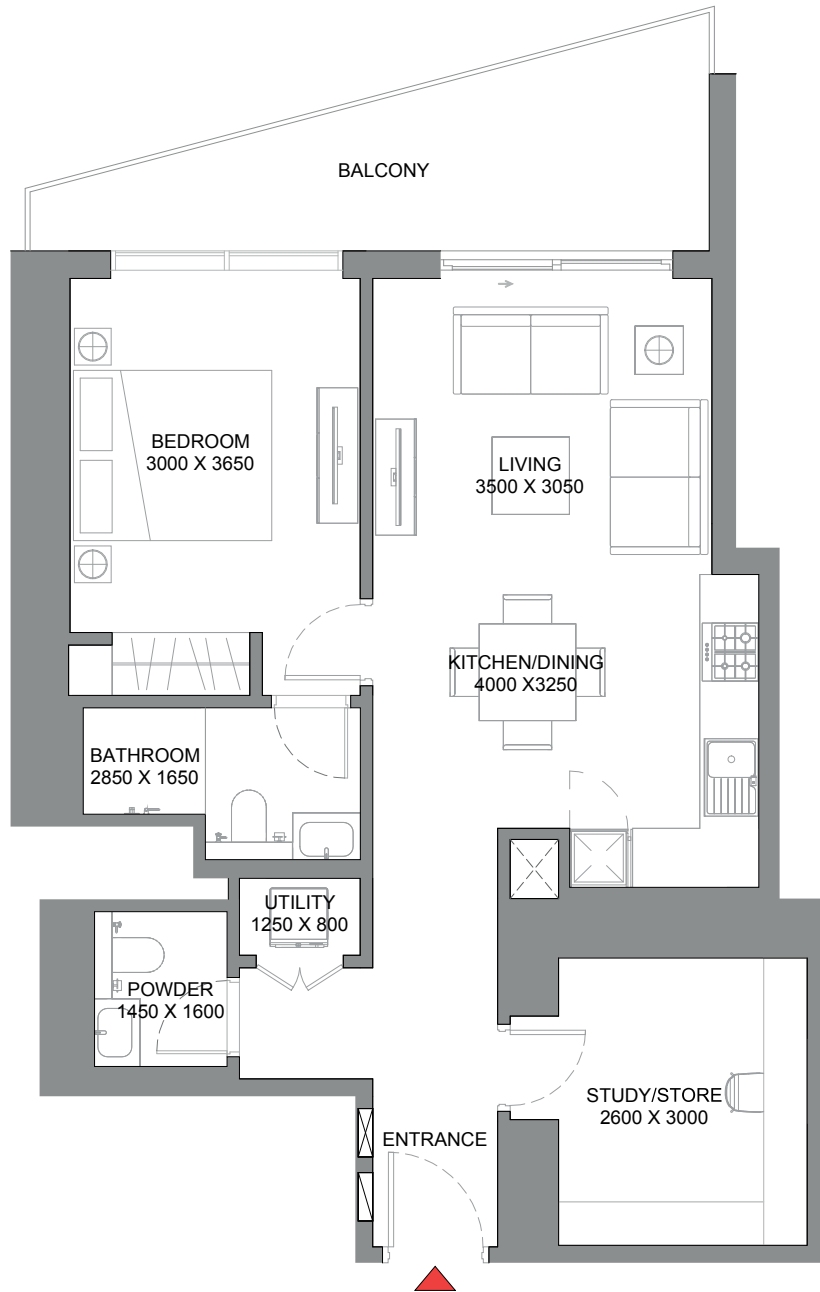 BALCONY
BEDROOM
3000 X 3650
LIVING
3500 X 3050
KITCHEN/DINING
4000 X3250
BATHROOM
2850 X 1650
UTILITY
1250 X 800
POWDER
1450 X 1600
STUDY/STORE
2600 X 3000
ENTRANCE